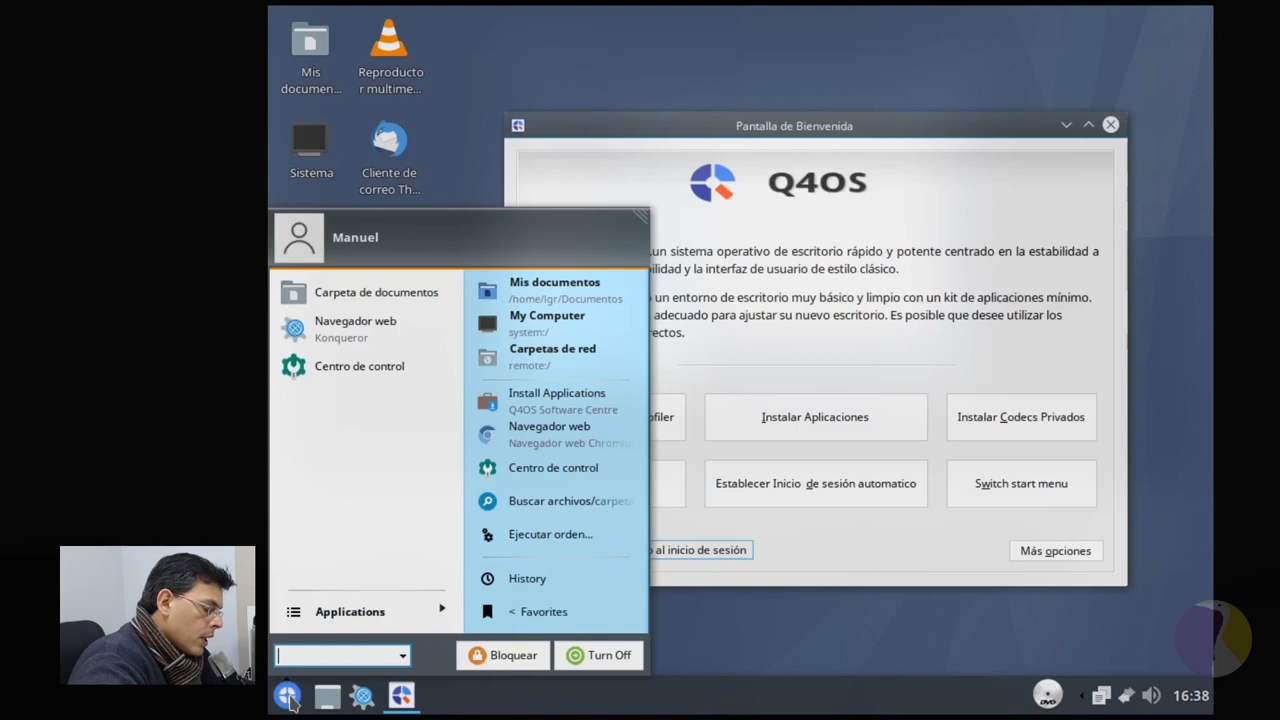 Mis
documen...
Reproducto
r multime...
Sistema
Cliente de
correo Th...
Pantalla de Bienvenida
Q4OS
un sistema operativo de escritorio rápido y potente centrado en la estabilidad a
ilidad y la interfaz de usuario de estilo clásico.
un entorno de escritorio muy básico y limpio con un kit de aplicaciones mínimo.
adecuado para ajustar su nuevo escritorio. Es posible que desee utilizar los
rectos.
ofiler
Instalar Aplicaciones
Instalar Codecs Privados
Establecer Inicio de sesión automatico
Switch start menu
o al inicio de sesión
Más opciones
Manuel
Carpeta de documentos
Navegador web
Konqueror
Centro de control
Applications
Mis documentos
/home/lgr/Documentos
My Computer
system:/
Carpetas de red
remote:/
Install Applications
Q4OS Software Centre
Navegador web
Navegador web Chromiu
Centro de control
Buscar archivos/carpeta
Ejecutar orden...
History
< Favorites
Bloquear
Turn Off
DVD
16:38